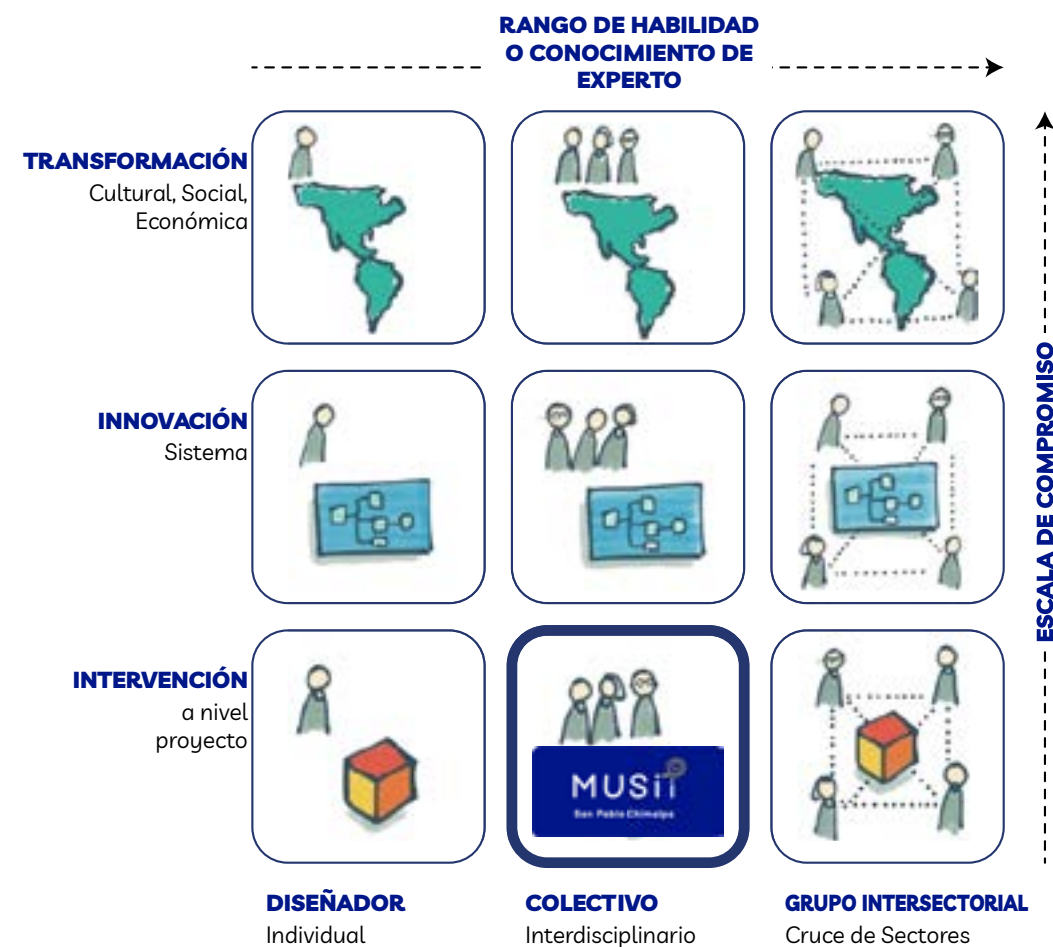 RANGO DE HABILIDAD
O CONOCIMIENTO DE
EXPERTO
TRANSFORMACIÓN
Cultural, Social,
Económica
INNOVACIÓN
Sistema
INTERVENCIÓN
a nivel
proyecto
MUSiT
San Pablo Chimalpa
ESCALA DE COMPROMISO
DISEÑADOR
Individual
COLECTIVO
Interdisciplinario
GRUPO INTERSECTORIAL
Cruce de Sectores